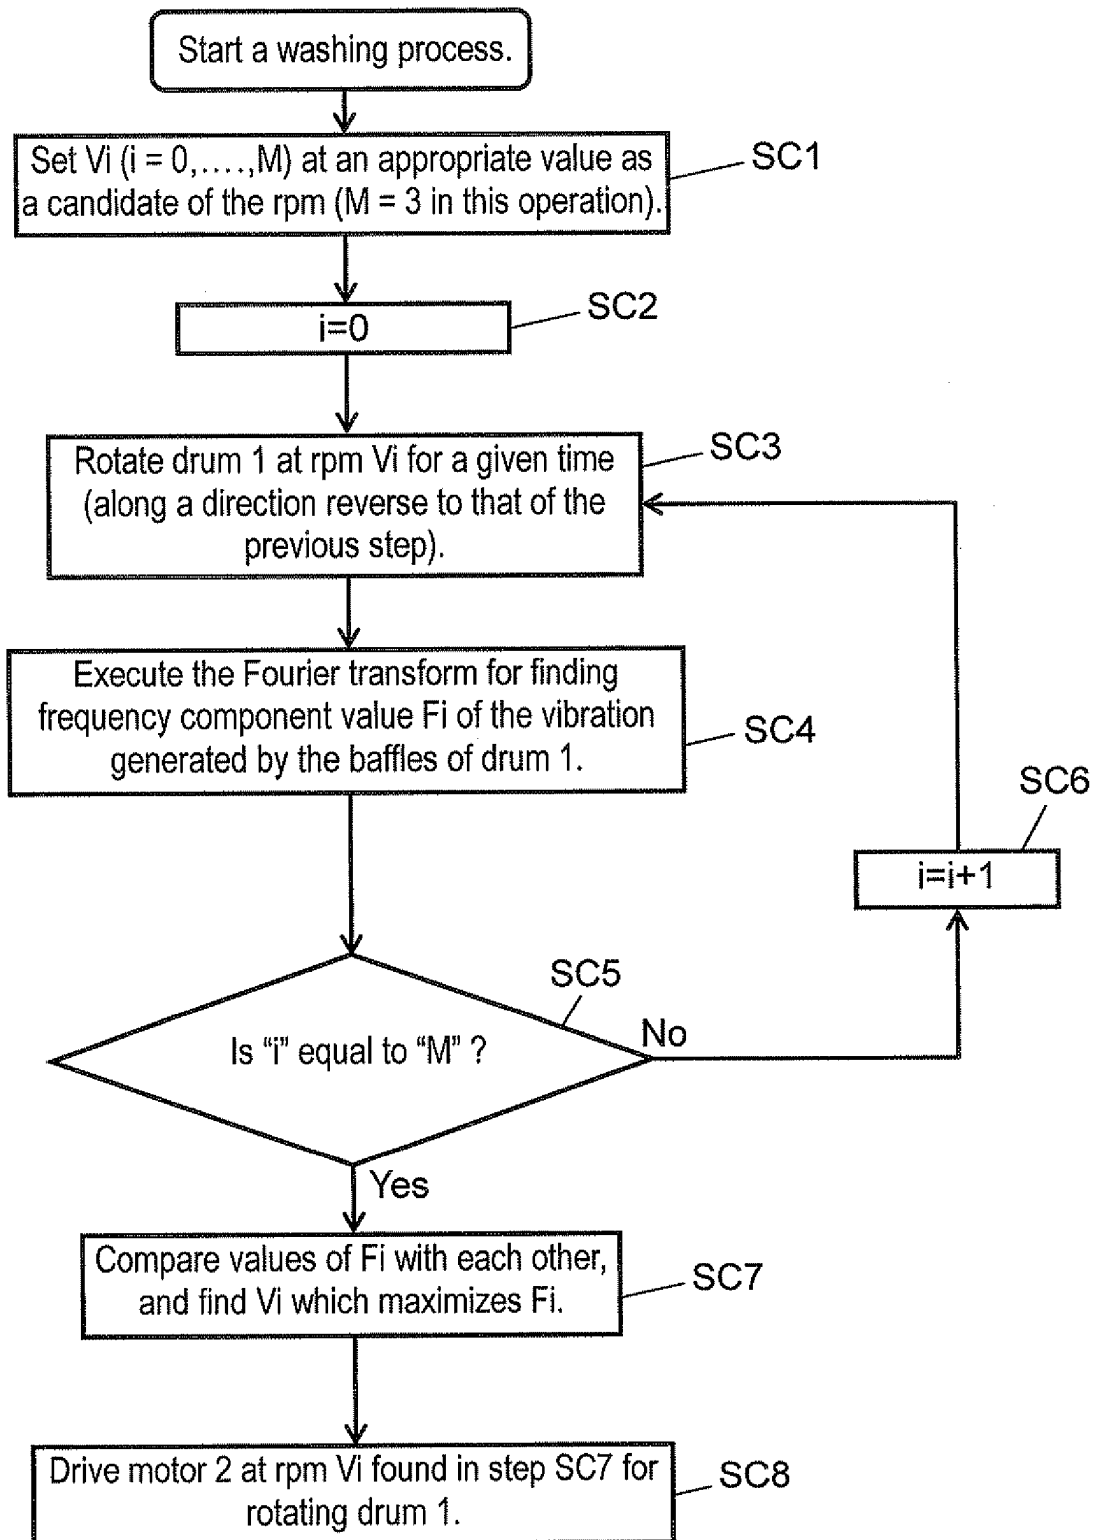 Start a washing process.
Set Vi (i = 0,....,M) at an appropriate value as
a candidate of the rpm (M = 3 in this operation).
SC1
i=0
SC2
Rotate drum 1 at rpm Vi for a given time
(along a direction reverse to that of the
previous step).
SC3
Execute the Fourier transform for finding
frequency component value Fi of the vibration
generated by the baffles of drum 1.
SC4
SC6
i=i+1
SC5
Is “i” equal to “M” ?
No
Yes
Compare values of Fi with each other,
and find Vi which maximizes Fi.
SC7
Drive motor 2 at rpm Vi found in step SC7 for
rotating drum 1.
SC8